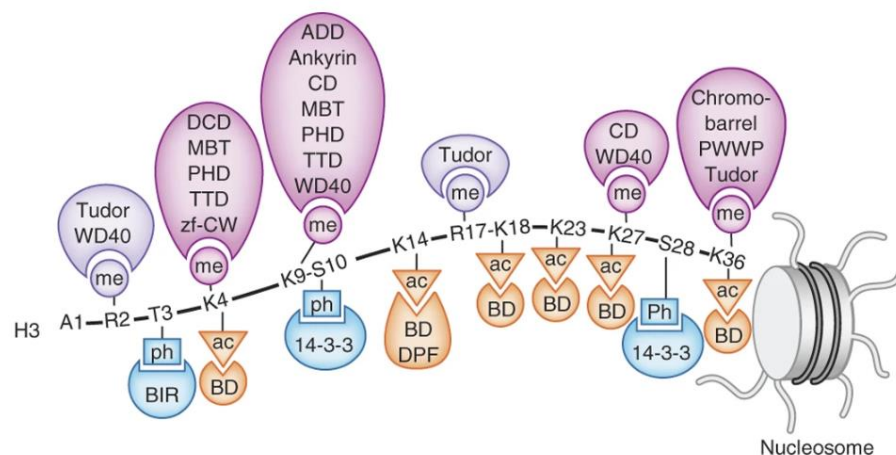 ADD
Ankyrin
CD
MBT
PHD
TTD
WD40
me
DCD
MBT
PHD
TTD
zf-CW
me
Tudor
WD40
me
Tudor
me
CD
WD40
me
Chromo-
barrel
PWWP
Tudor
me
H3 A1 R2 T3 K4 K9-S10 K14 R17-K18 K23 K27 S28 K36
ph
BIR
ac
BD
ph
14-3-3
ac
BD
DPF
ac
BD
ac
BD
ac
BD
Ph
14-3-3
ac
BD
Nucleosome